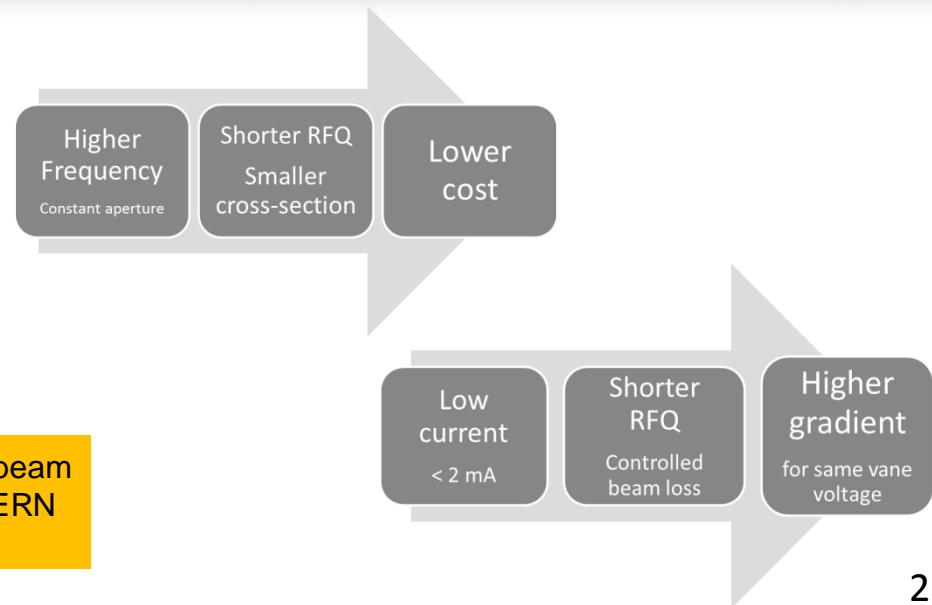 Higher
Frequency
Constant aperture
Shorter RFQ
Smaller
cross-section
Lower
cost
Low
current
< 2 mA
Shorter
RFQ
Controlled
beam loss
Higher
gradient
for same vane
voltage
beam
ERN
2